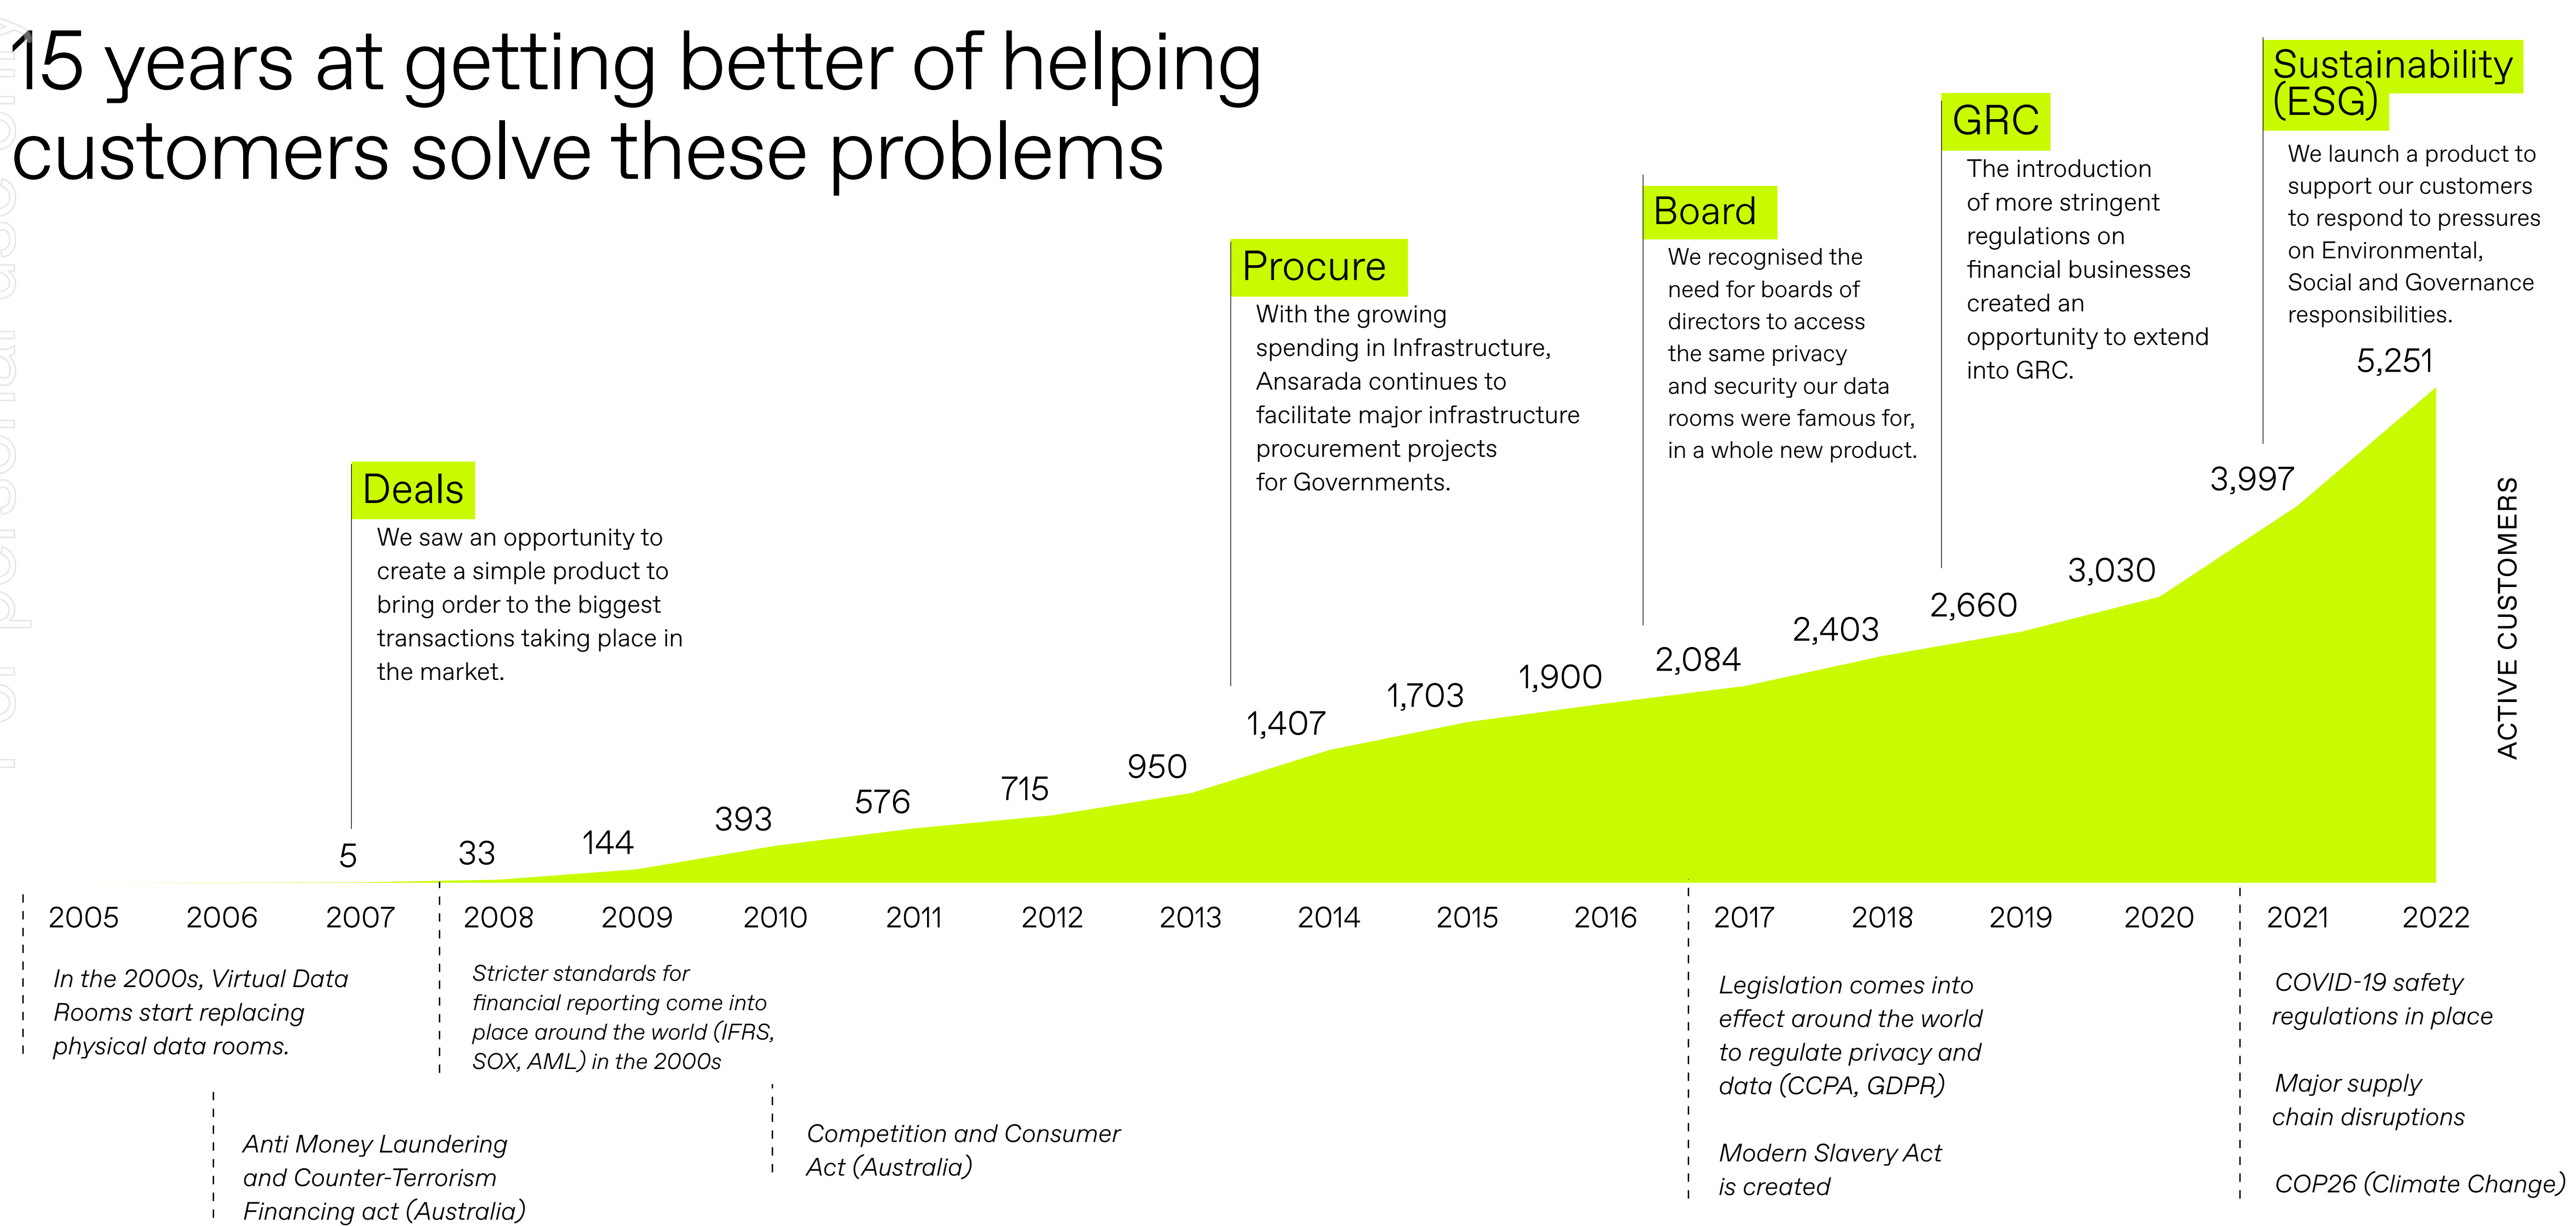 15 years at getting better of helping
customers solve these problems
For personal use only
Deals
We saw an opportunity to
create a simple product to
bring order to the biggest
transactions taking place in
the market.
Procure
With the growing
spending in Infrastructure,
Ansarada continues to
facilitate major infrastructure
procurement projects
for Governments.
Board
We recognised the
need for boards of
directors to access
the same privacy
and security our data
rooms were famous for,
in a whole new product.
GRC
The introduction
of more stringent
regulations on
financial businesses
created an
opportunity to extend
into GRC.
Sustainability
(ESG)
We launch a product to
support our customers
to respond to pressures
on Environmental,
Social and Governance
responsibilities.
5
33
144
393
576
715
950
1,407
1,703
1,900
2,084
2,403
2,660
3,030
3,997
5,251
ACTIVE CUSTOMERS
2005
2006
2007
2008
2009
2010
2011
2012
2013
2014
2015
2016
2017
2018
2019
2020
2021
2022
In the 2000s, Virtual Data
Rooms start replacing
physical data rooms.
Anti Money Laundering
and Counter-Terrorism
Financing act (Australia)
Stricter standards for
financial reporting come into
place around the world (IFRS,
SOX, AML) in the 2000s
Competition and Consumer
Act (Australia)
Legislation comes into
effect around the world
to regulate privacy and
data (CCPA, GDPR)
Modern Slavery Act
is created
COVID-19 safety
regulations in place
Major supply
chain disruptions
COP26 (Climate Change)